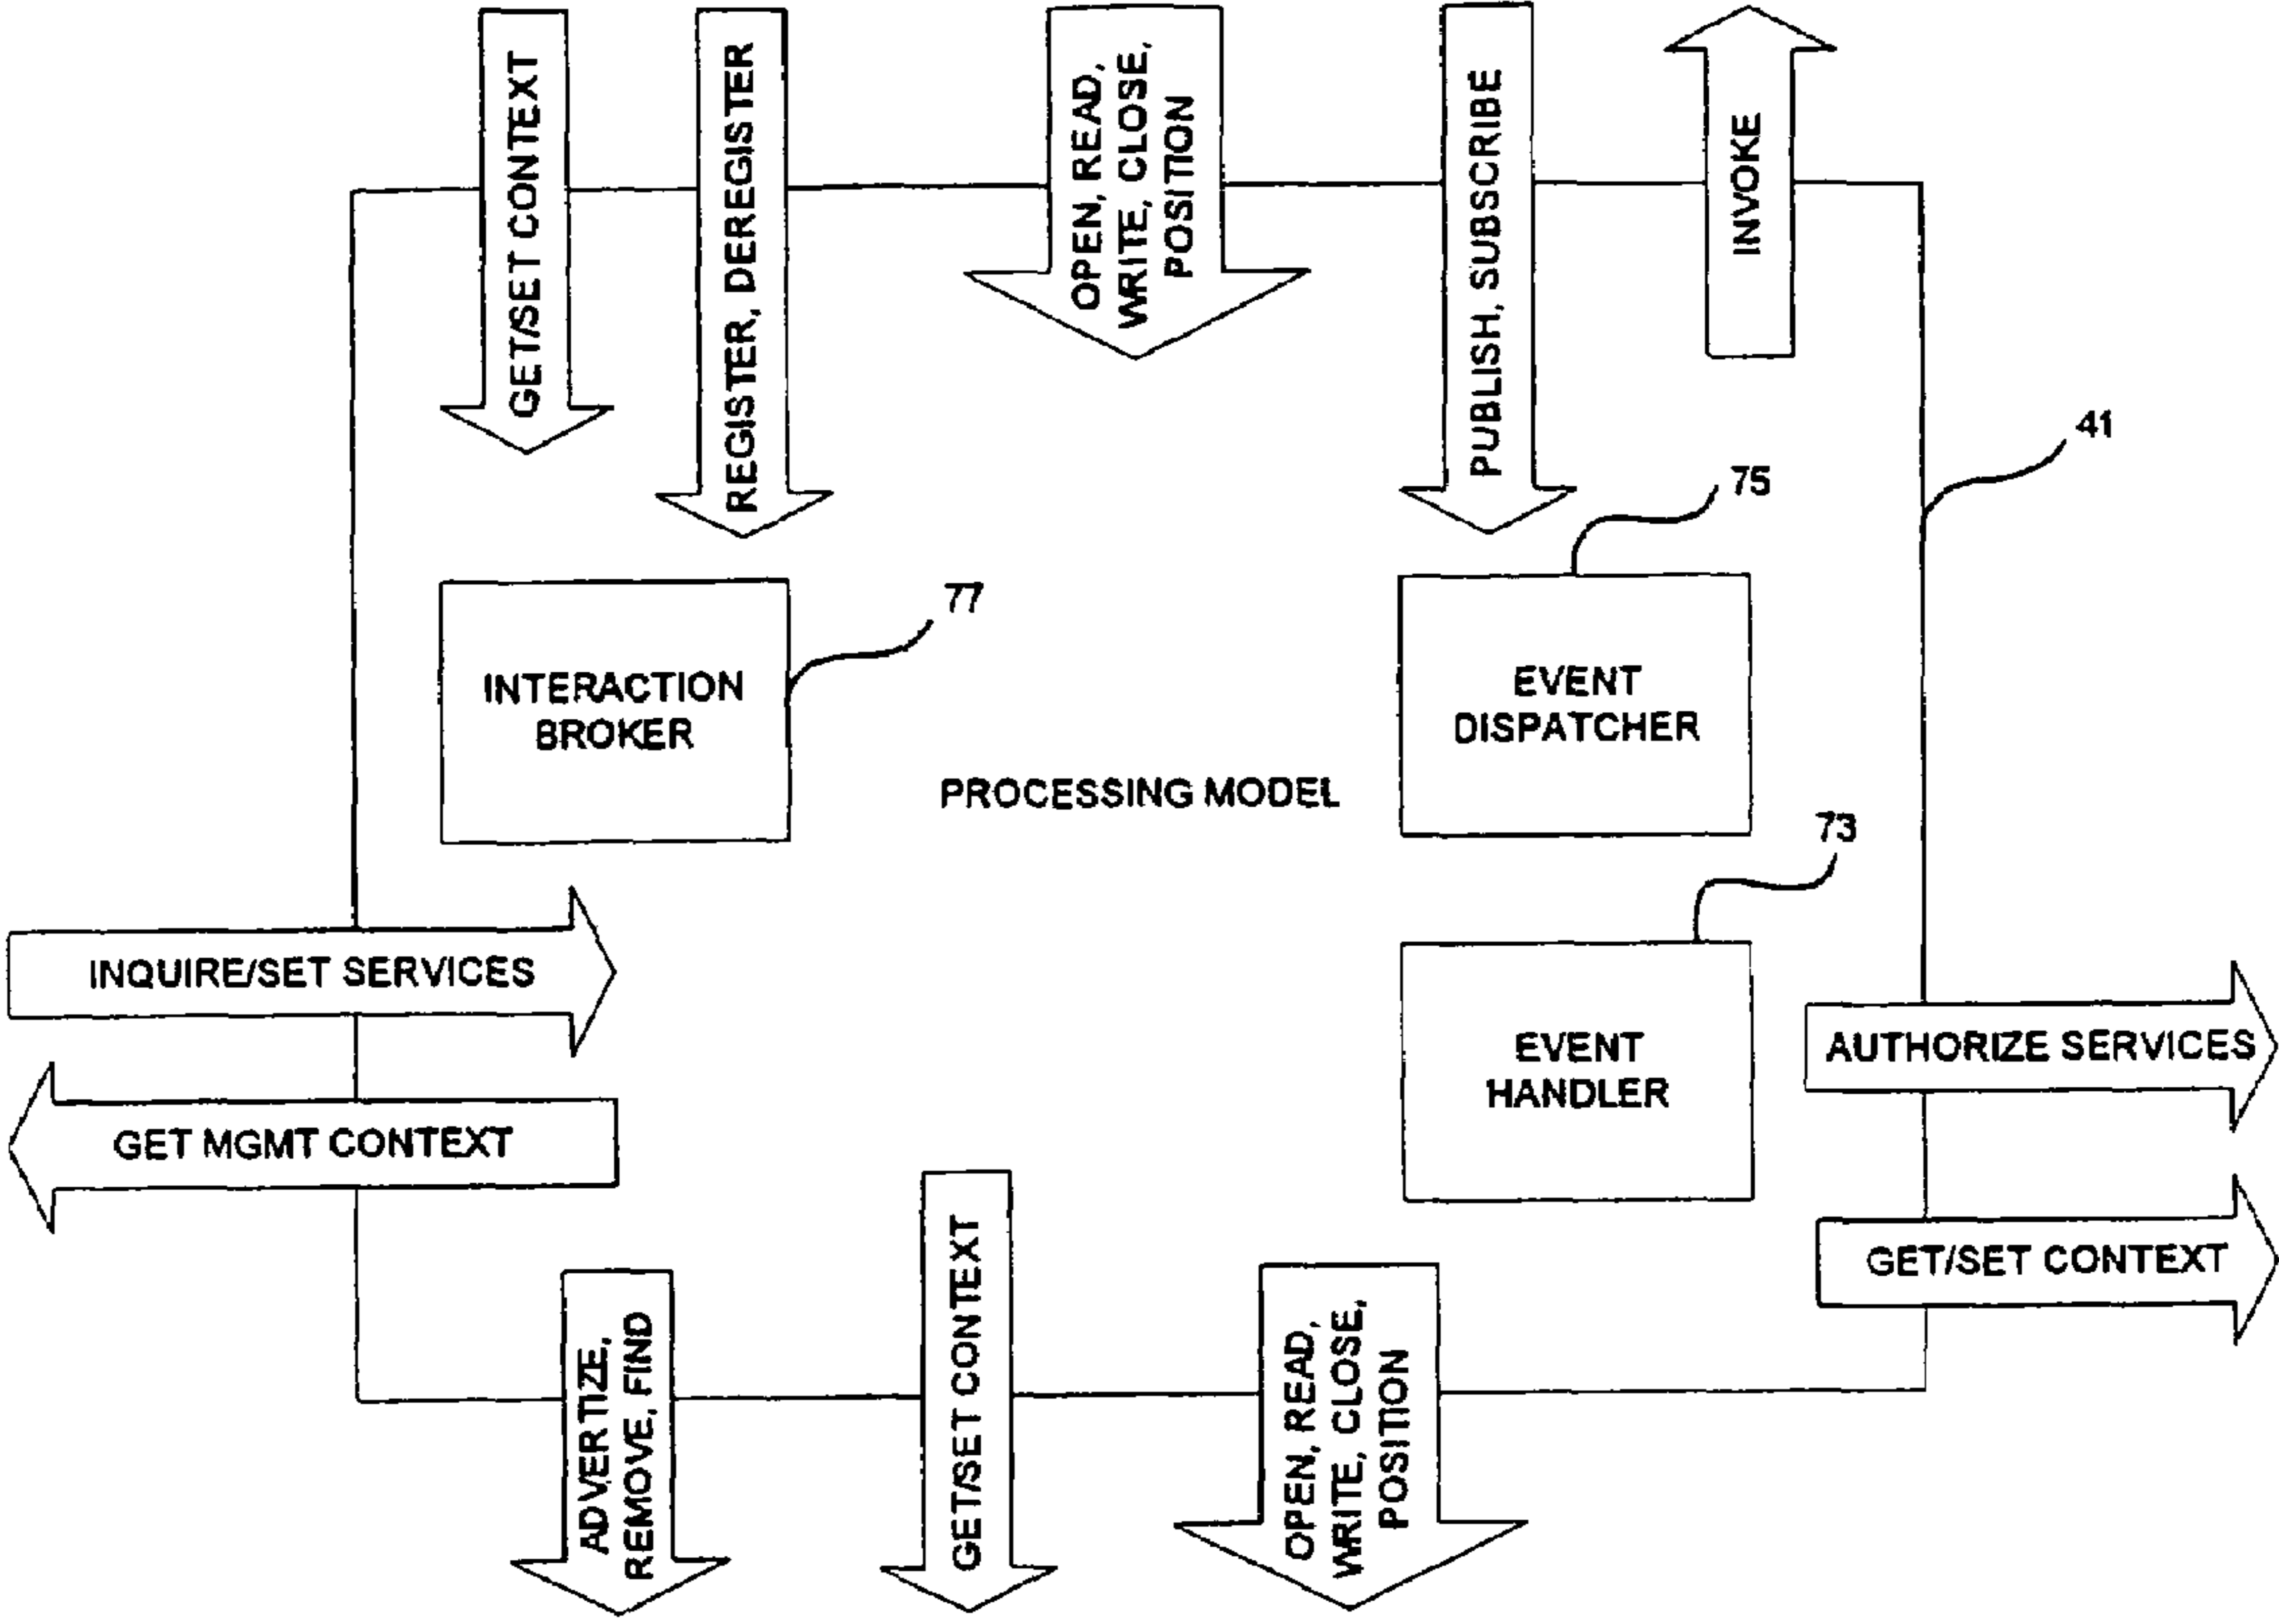 GET/SET CONTEXT
REGISTER, DEREGISTER
OPEN, READ,
WRITE, CLOSE,
POSITION
PUBLISH, SUBSCRIBE
INVOKE
41
75
77
INTERACTION
BROKER
EVENT
DISPATCHER
PROCESSING MODEL
73
INQUIRE/SET SERVICES
EVENT
HANDLER
AUTHORIZE SERVICES
GET MGMT CONTEXT
GET/SET CONTEXT
ADVERTIZE,
REMOVE, FIND
GET/SET CONTEXT
OPEN, READ,
WRITE, CLOSE,
POSITION